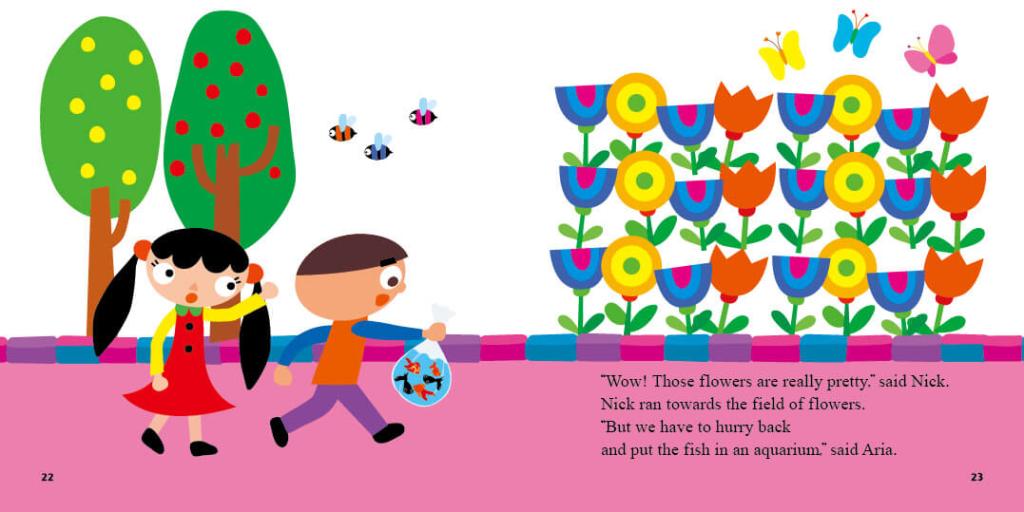 "Wow! Those flowers are really pretty," said Nick.
Nick ran towards the field of flowers.
"But we have to hurry back
and put the fish in an aquarium," said Aria.
22
23